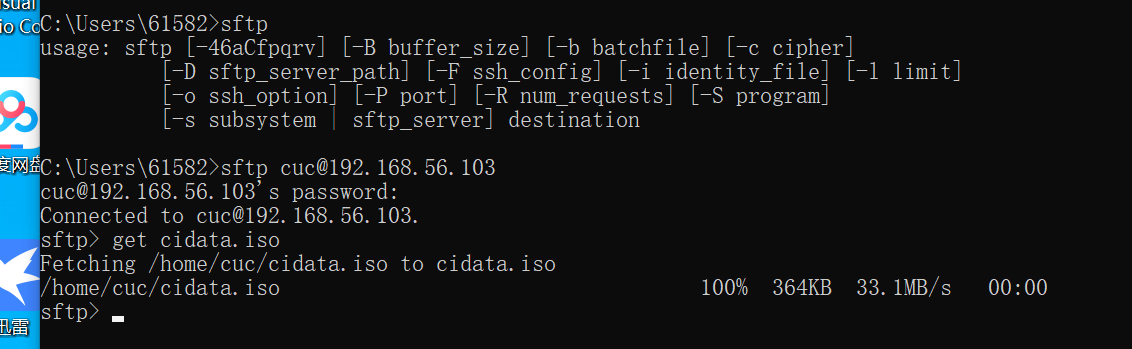 isual
io Co
度网盘
迅雷
C:\Users\61582>sftp
usage: sftp [-46aCfpqrv] [-B buffer_size] [-b batchfile] [-c cipher]
[-D sftp_server_path] [-F ssh_config] [-i identity_file] [-l limit]
[-o ssh_option] [-P port] [-R num_requests] [-S program]
[-s subsystem | sftp_server] destination
C:\Users\61582>sftp cuc@192.168.56.103
cuc@192.168.56.103's password:
Connected to cuc@192.168.56.103.
sftp> get cidata.iso
Fetching /home/cuc/cidata.iso to cidata.iso
/home/cuc/cidata.iso 100% 364KB 33.1MB/s 00:00
sftp>